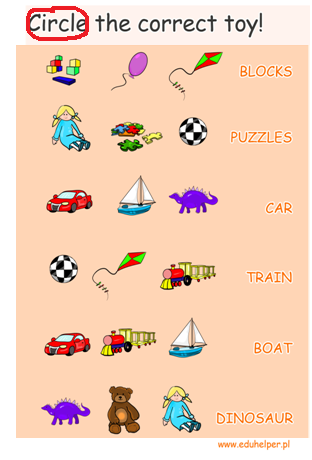 Circle the correct toy!
BLOCKS
PUZZLES
CAR
TRAIN
BOAT
DINOSAUR
www.eduhelper.pl